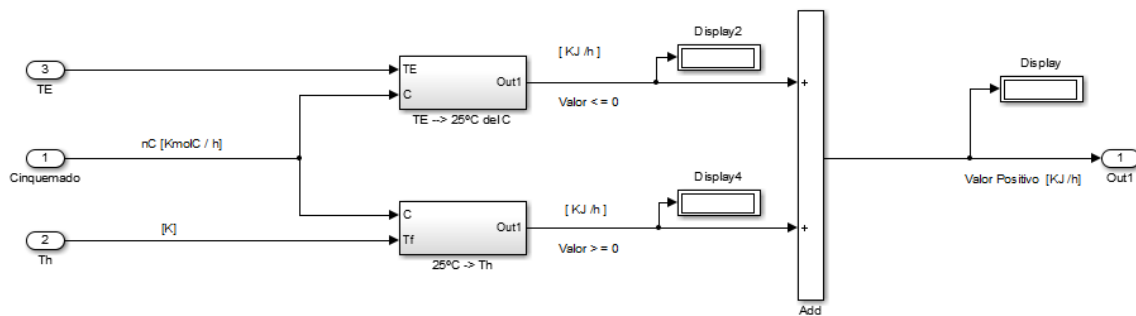 Display2
[ KJ /h ]
Display
3
TE
TE
C
Out1
+
TE --> 25ºC del C
Valor < = 0
nC [KmolC / h]
1
Cinquemado
1
Out1
Valor Positivo [KJ /h]
Display4
[ KJ /h ]
[K]
2
Th
C
Tf
Out1
+
25ºC -> Th
Valor > = 0
Add